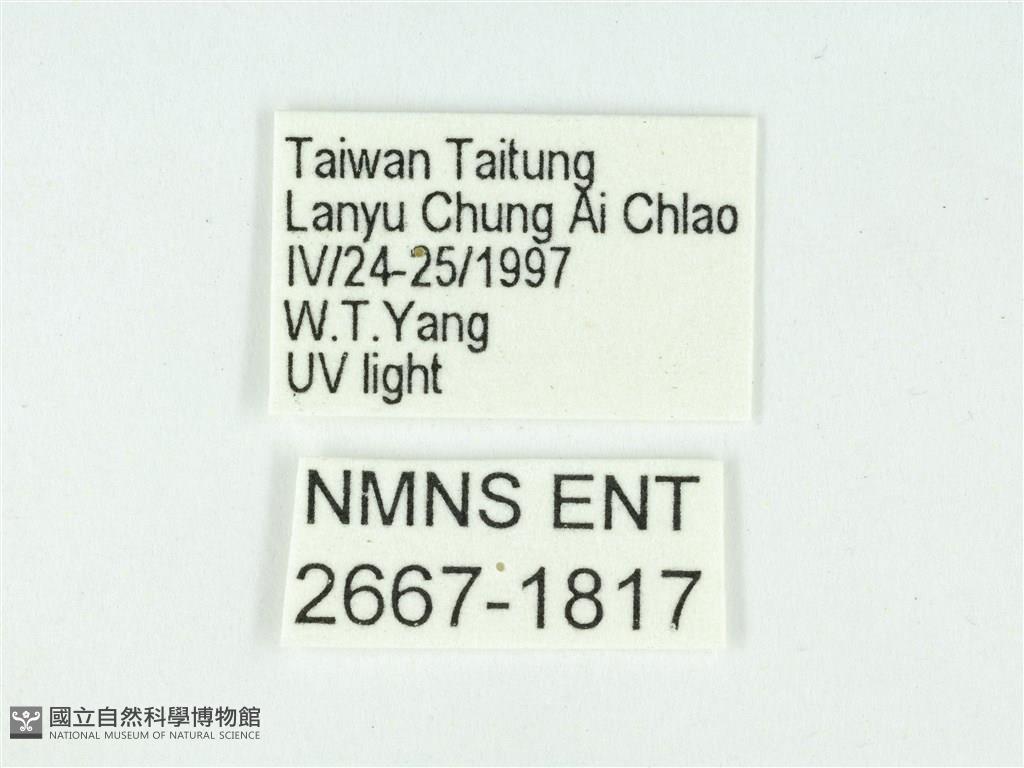 Taiwan Taitung
Lanyu Chung Ai Chlao
IV/24-25/1997
W.T.Yang
UV light
NMNS ENT
2667-1817
國立自然科學博物館
NATIONAL MUSEUM OF NATURAL SCIENCE